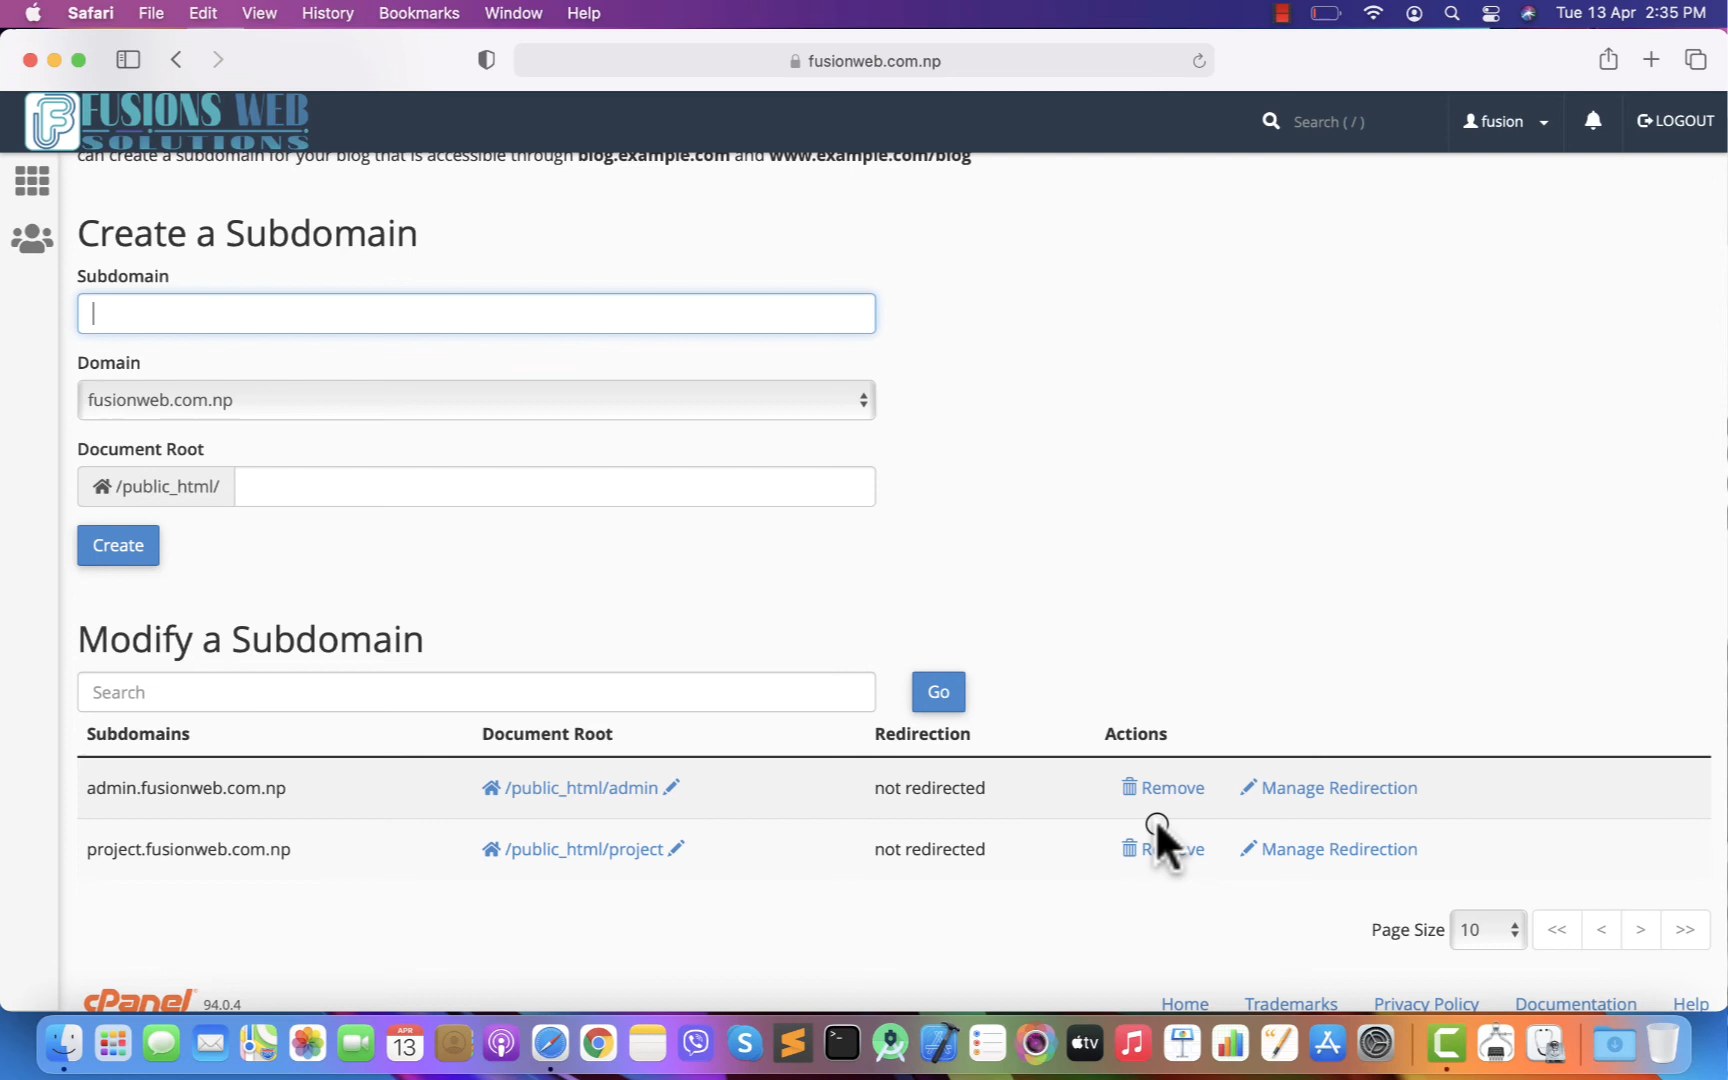 Safari File Edit View History Bookmarks Window Help Tue 13 Apr 2:35 PM
fusionweb.com.np
FUSIONS WEB
SOLUTIONS
Search ( / ) fusion LOGOUT
can create a subdomain for your blog that is accessible through blog.example.com and www.example.com/blog
Create a Subdomain
Subdomain
Domain
fusionweb.com.np
Document Root
/public_html/
Create
Modify a Subdomain
Search Go
Subdomains Document Root Redirection Actions
admin.fusionweb.com.np /public_html/admin not redirected Remove Manage Redirection
project.fusionweb.com.np /public_html/project not redirected Manage Redirection
Page Size 10 << < > >>
cPanel 94.0.4 Home Trademarks Privacy Policy Documentation Help
APR
13
tv